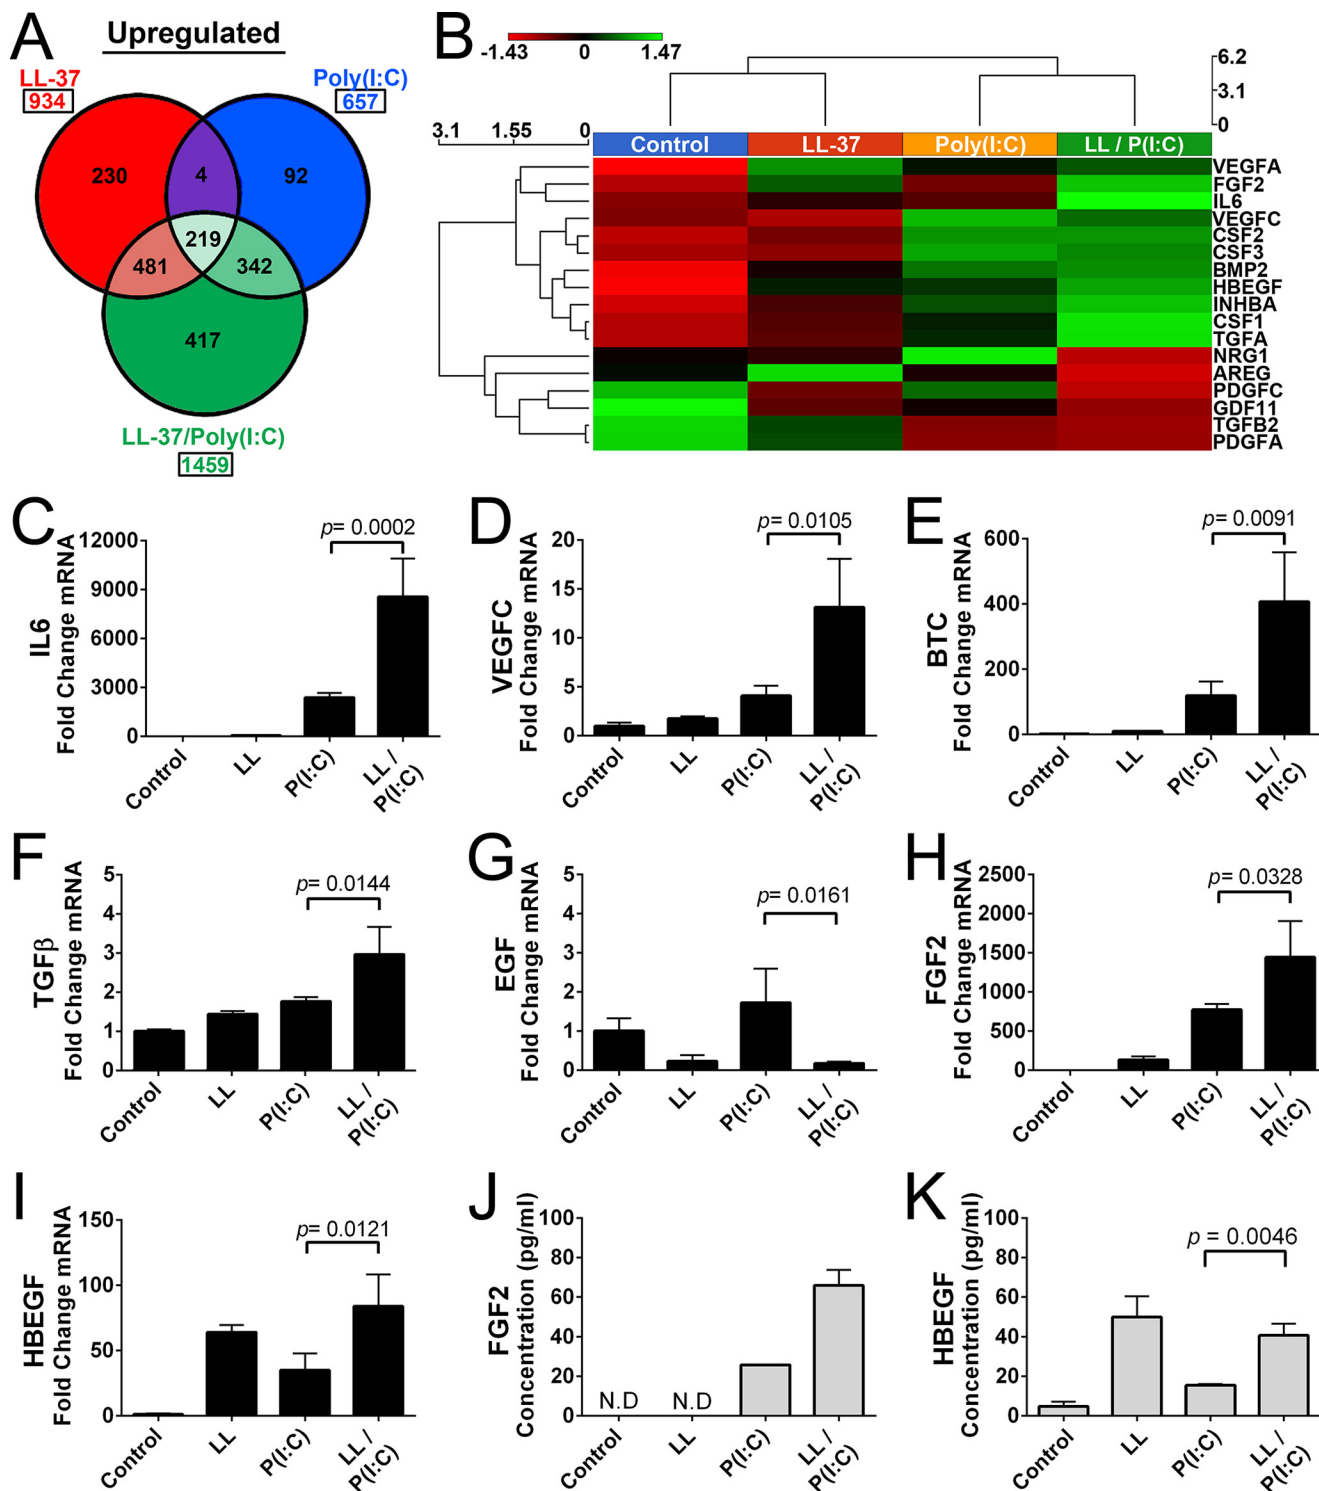 A
Upregulated
LL-37
934
Poly(I:C)
657
230
4
92
219
481
342
417
LL-37/Poly(I:C)
1459
B
-1.43 0 1.47
6.2
3.1
0
3.1 1.55 0
Control LL-37 Poly(I:C) LL / P(I:C)
VEGFA
FGF2
IL6
VEGFC
CSF2
CSF3
BMP2
HBEGF
INHBA
CSF1
TGFA
NRG1
AREG
PDGFC
GDF11
TGFB2
PDGFA
C
IL6
Fold Change mRNA
12000
9000
6000
3000
0
p= 0.0002
Control
LL
P(I:C)
LL /
P(I:C)
D
VEGFC
Fold Change mRNA
20
15
10
5
0
p= 0.0105
Control
LL
P(I:C)
LL /
P(I:C)
E
BTC
Fold Change mRNA
600
400
200
0
p= 0.0091
Control
LL
P(I:C)
LL /
P(I:C)
F
TGFβ
Fold Change mRNA
5
4
3
2
1
0
p= 0.0144
Control
LL
P(I:C)
LL /
P(I:C)
G
EGF
Fold Change mRNA
5
4
3
2
1
0
p= 0.0161
Control
LL
P(I:C)
LL /
P(I:C)
H
FGF2
Fold Change mRNA
2500
2000
1500
1000
500
0
p= 0.0328
Control
LL
P(I:C)
LL /
P(I:C)
I
HBEGF
Fold Change mRNA
150
100
50
0
p= 0.0121
Control
LL
P(I:C)
LL /
P(I:C)
J
FGF2
Concentration (pg/ml)
100
80
60
40
20
0
N.D N.D
Control
LL
P(I:C)
LL /
P(I:C)
K
HBEGF
Concentration (pg/ml)
100
80
60
40
20
0
p = 0.0046
Control
LL
P(I:C)
LL /
P(I:C)